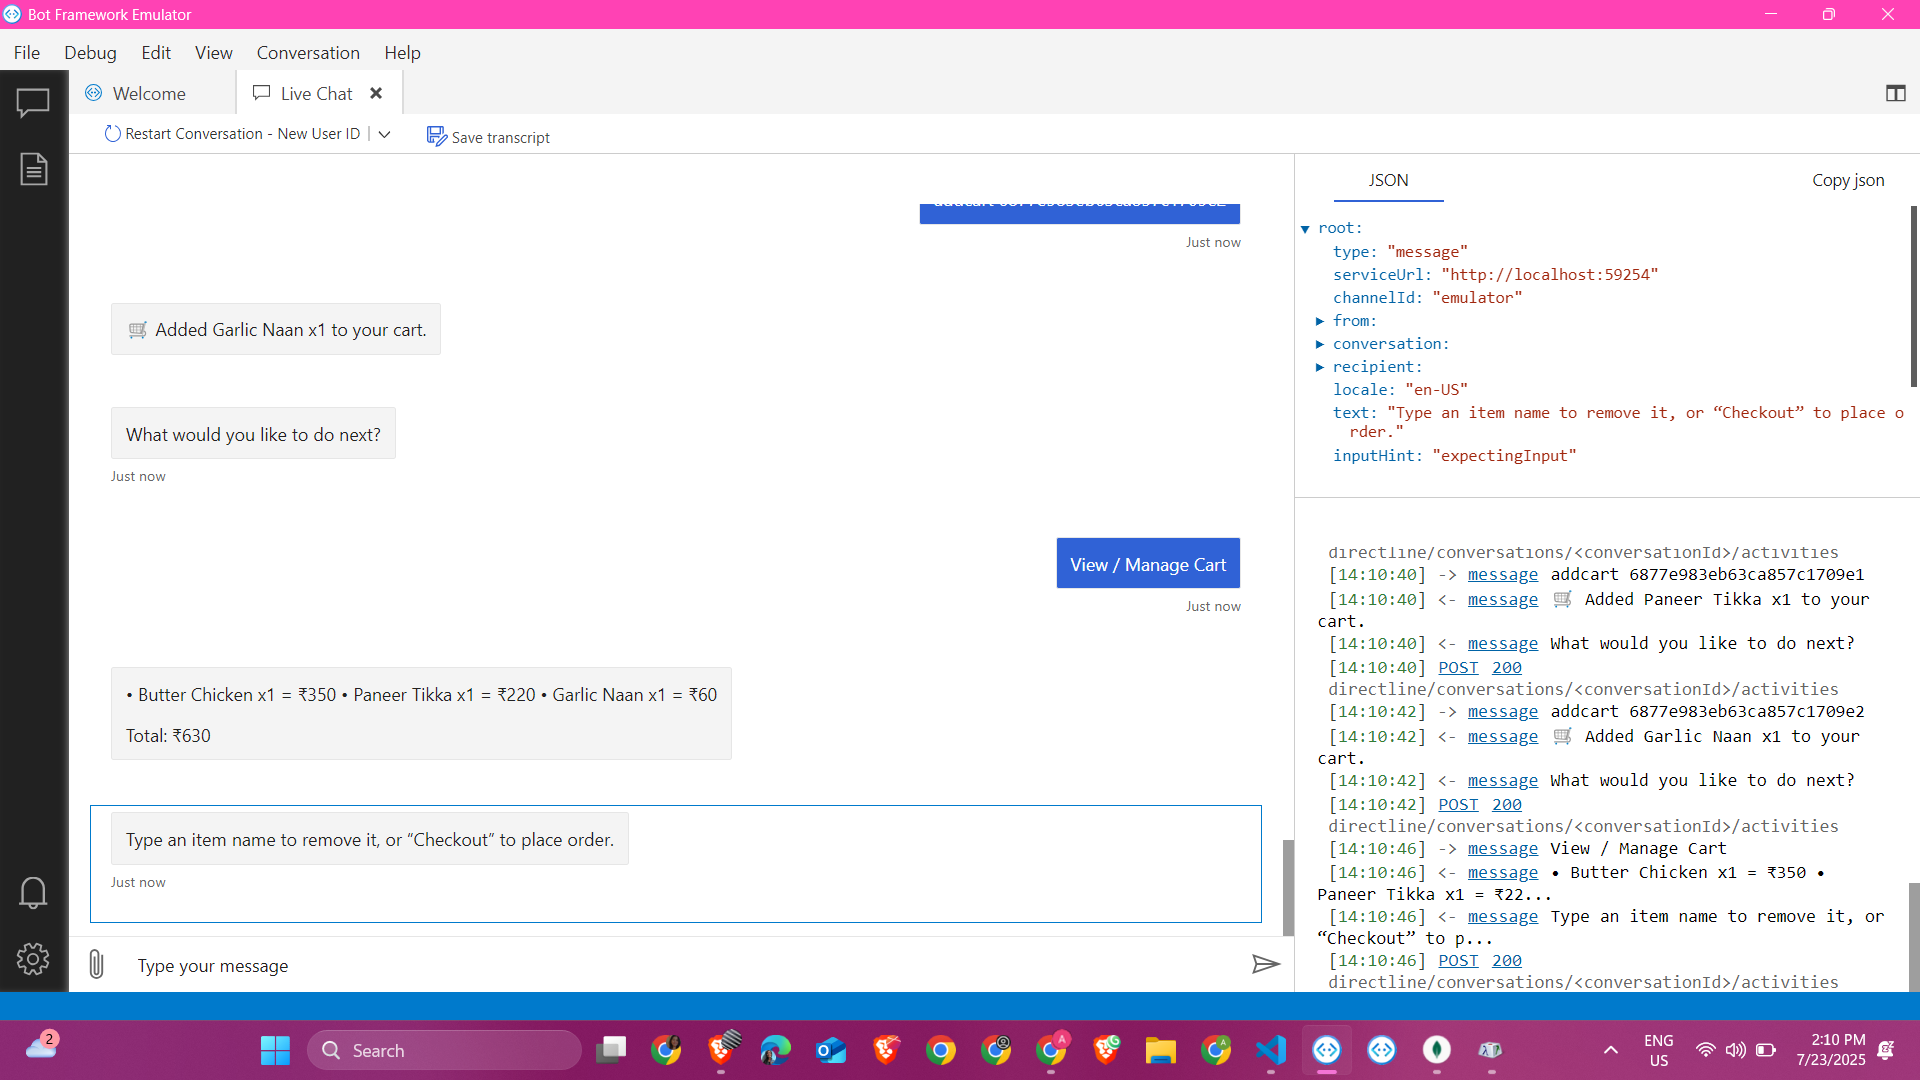 Bot Framework Emulator
File Debug Edit View Conversation Help
Welcome
Live Chat
Restart Conversation - New User ID
Save transcript
Just now
🛒 Added Garlic Naan x1 to your cart.
What would you like to do next?
Just now
View / Manage Cart
Just now
• Butter Chicken x1 = ₹350 • Paneer Tikka x1 = ₹220 • Garlic Naan x1 = ₹60
Total: ₹630
Type an item name to remove it, or “Checkout” to place order.
Just now
Type your message
JSON
Copy json
root:
type: "message"
serviceUrl: "http://localhost:59254"
channelId: "emulator"
from:
conversation:
recipient:
locale: "en-US"
text: "Type an item name to remove it, or “Checkout” to place o
rder."
inputHint: "expectingInput"
directline/conversations/<conversationId>/activities
[14:10:40] -> message addcart 6877e983eb63ca857c1709e1
[14:10:40] <- message 🛒 Added Paneer Tikka x1 to your
cart.
[14:10:40] <- message What would you like to do next?
[14:10:40] POST 200
directline/conversations/<conversationId>/activities
[14:10:42] -> message addcart 6877e983eb63ca857c1709e2
[14:10:42] <- message 🛒 Added Garlic Naan x1 to your
cart.
[14:10:42] <- message What would you like to do next?
[14:10:42] POST 200
directline/conversations/<conversationId>/activities
[14:10:46] -> message View / Manage Cart
[14:10:46] <- message • Butter Chicken x1 = ₹350 •
Paneer Tikka x1 = ₹22...
[14:10:46] <- message Type an item name to remove it, or
“Checkout” to p...
[14:10:46] POST 200
directline/conversations/<conversationId>/activities
2
Search
ENG
US
2:10 PM
7/23/2025